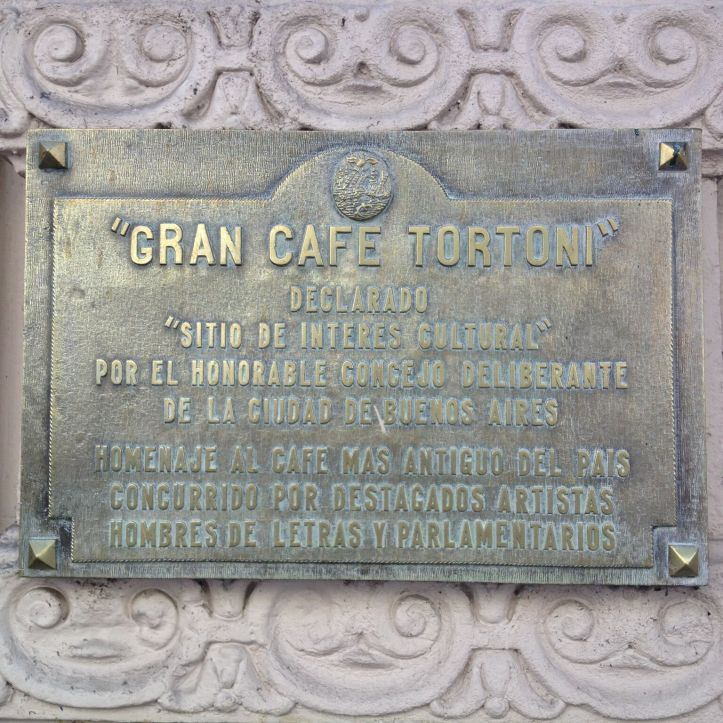 "GRAN CAFE TORTONI"
DECLARADO
"SITIO DE INTERES CULTURAL"
POR EL HONORABLE CONCEJO DELIBERANTE
DE LA CIUDAD DE BUENOS AIRES
HOMENAJE AL CAFE MAS ANTIGUO DEL PAIS
CONCURRIDO POR DESTACADOS ARTISTAS
HOMBRES DE LETRAS Y PARLAMENTARIOS